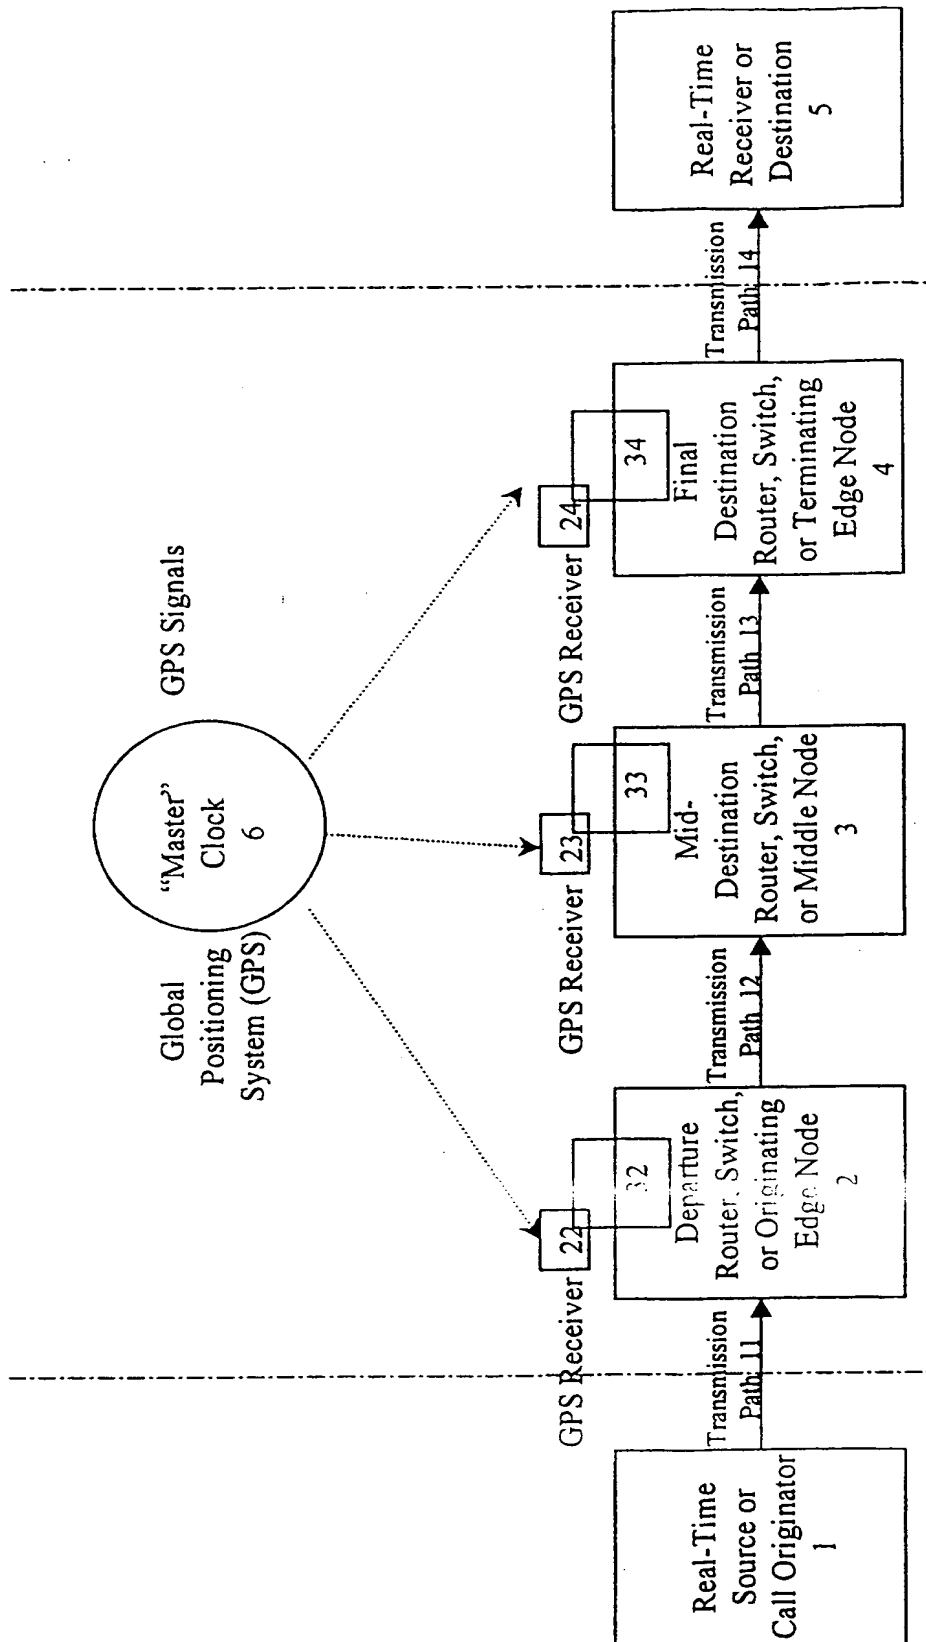 Global
Positioning
System (GPS)
“Master”
Clock
6
GPS Signals
GPS Receiver
22
GPS Receiver
23
GPS Receiver
24
Real-Time
Source or
Call Originator
1
Transmission
Path 11
32
Departure
Router, Switch,
or Originating
Edge Node
2
Transmission
Path 12
33
Mid-
Destination
Router, Switch,
or Middle Node
3
Transmission
Path 13
34
Final
Destination
Router, Switch,
or Terminating
Edge Node
4
Transmission
Path 14
Real-Time
Receiver or
Destination
5